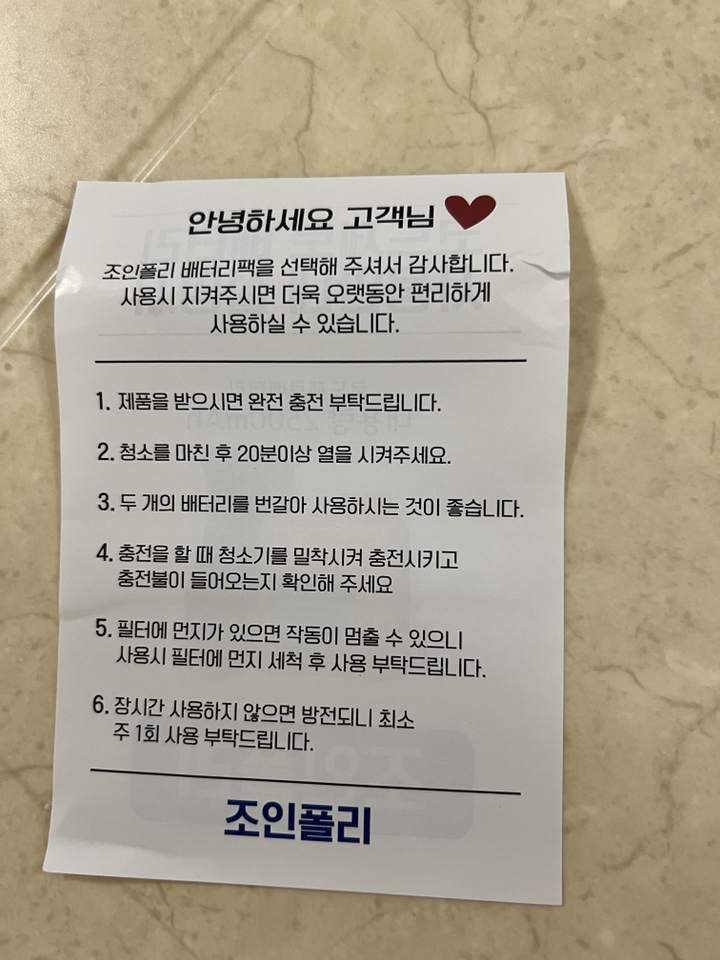 안녕하세요 고객님
조인폴리 배터리팩을 선택해 주셔서 감사합니다.
사용시 지켜주시면 더욱 오랫동안 편리하게
사용하실 수 있습니다.
1. 제품을 받으시면 완전 충전 부탁드립니다.
2. 청소를 마친 후 20분이상 열을 시켜주세요.
3. 두 개의 배터리를 번갈아 사용하시는 것이 좋습니다.
4. 충전을 할 때 청소기를 밀착시켜 충전시키고
충전불이 들어오는지 확인해 주세요
5. 필터에 먼지가 있으면 작동이 멈출 수 있으니
사용시 필터에 먼지 세척 후 사용 부탁드립니다.
6. 장시간 사용하지 않으면 방전되니 최소
주 1회 사용 부탁드립니다.
조인폴리